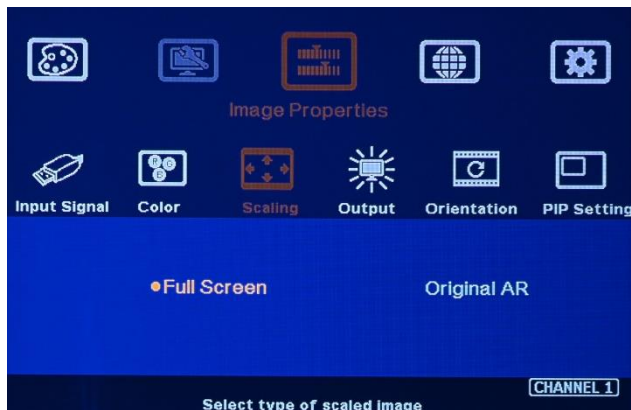 Image Properties
Input Signal
Color
Scaling
Output
Orientation
PIP Setting
R
G
B
Full Screen
Original AR
CHANNEL 1
Select type of scaled image